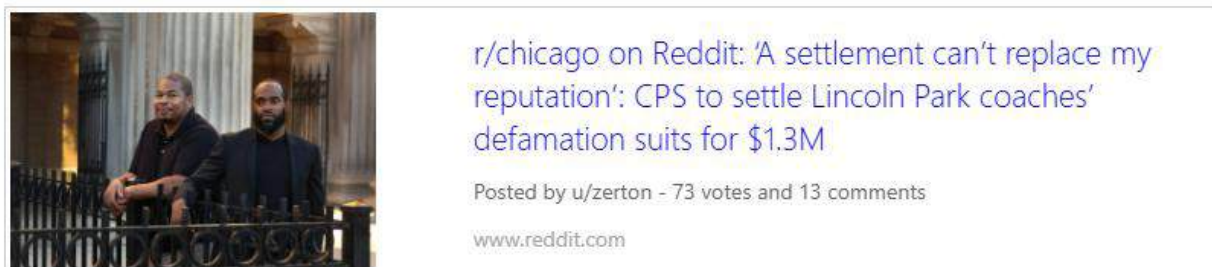 r/chicago on Reddit: ‘A settlement can’t replace my
reputation’: CPS to settle Lincoln Park coaches’
defamation suits for $1.3M
Posted by u/zerton - 73 votes and 13 comments
www.reddit.com